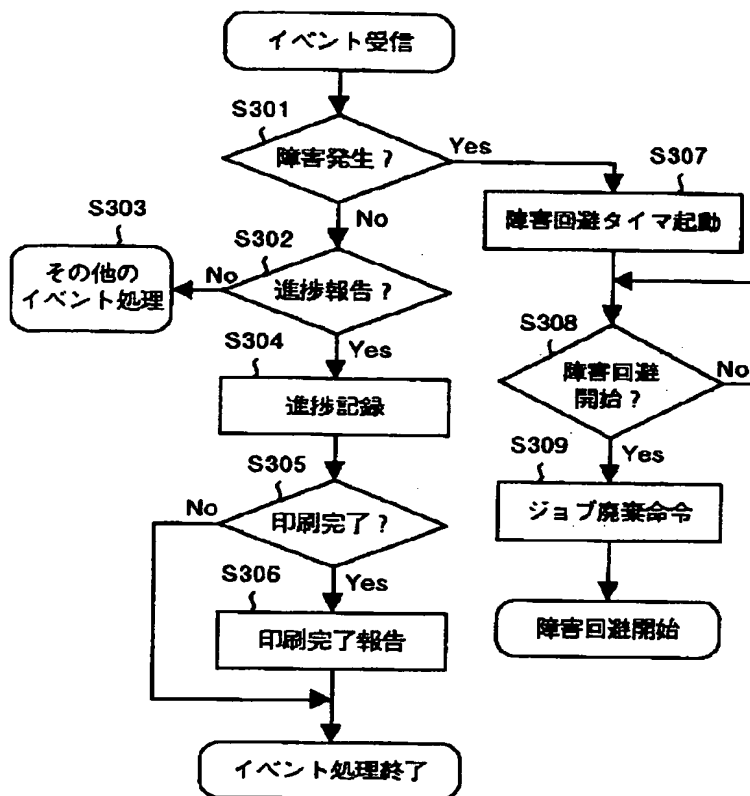 イベント受信
S301
障害発生?
Yes
No
S307
障害回避タイマ起動
S303
その他の
イベント処理
No
S302
進捗報告?
Yes
S304
進捗記録
S308
障害回避
開始?
No
Yes
S305
印刷完了?
No
Yes
S309
ジョブ廃棄命令
S306
印刷完了報告
障害回避開始
イベント処理終了